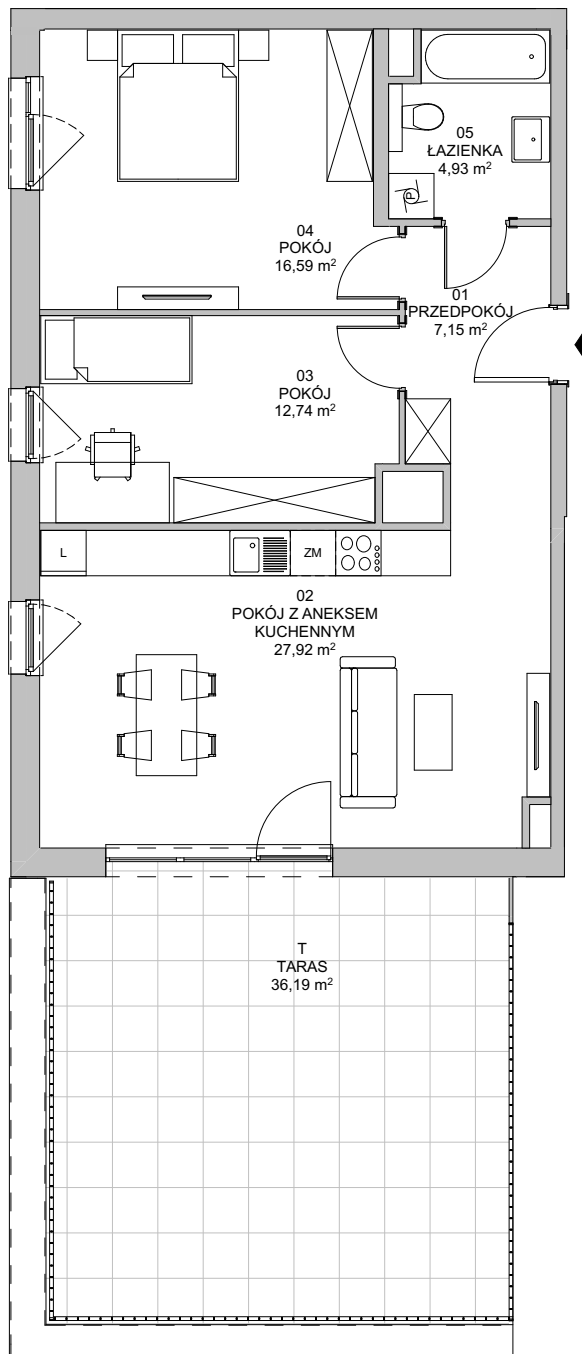 05
ŁAZIENKA
4,93 m²
P
04
POKÓJ
16,59 m²
01
PRZEDPOKÓJ
7,15 m²
03
POKÓJ
12,74 m²
L
ZM
02
POKÓJ Z ANEKSEM
KUCHENNYM
27,92 m²
T
TARAS
36,19 m²